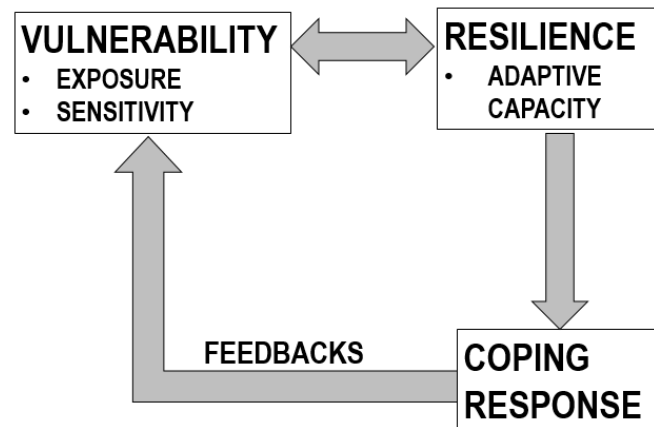 VULNERABILITY
• EXPOSURE
• SENSITIVITY
RESILIENCE
• ADAPTIVE
CAPACITY
FEEDBACKS
COPING
RESPONSE